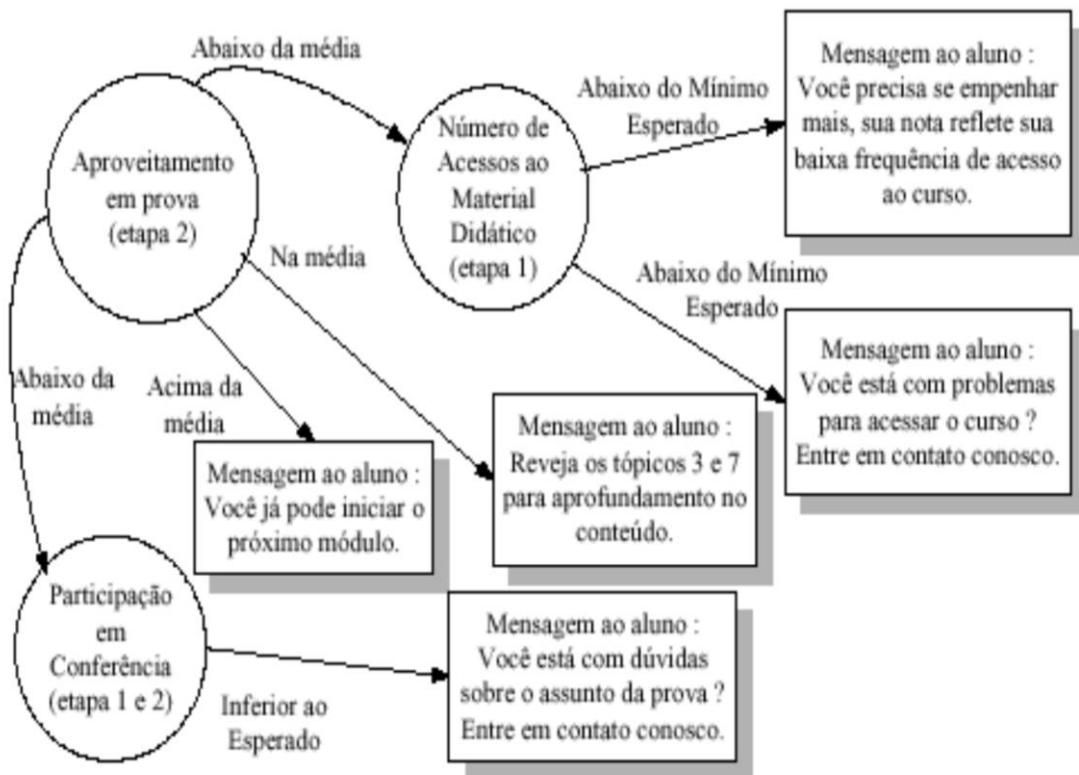 Abaixo da média
Aproveitamento
em prova
(etapa 2)
Número de
Acessos ao
Material
Didático
(etapa 1)
Abaixo do Mínimo
Esperado
Mensagem ao aluno :
Você precisa se empenhar
mais, sua nota reflete sua
baixa frequência de acesso
ao curso.
Na média
Abaixo do Mínimo
Esperado
Mensagem ao aluno :
Você está com problemas
para acessar o curso ?
Entre em contato conosco.
Abaixo da
média
Acima da
média
Mensagem ao aluno :
Você já pode iniciar o
próximo módulo.
Mensagem ao aluno :
Reveja os tópicos 3 e 7
para aprofundamento no
conteúdo.
Participação
em
Conferência
(etapa 1 e 2)
Inferior ao
Esperado
Mensagem ao aluno :
Você está com dúvidas
sobre o assunto da prova ?
Entre em contato conosco.